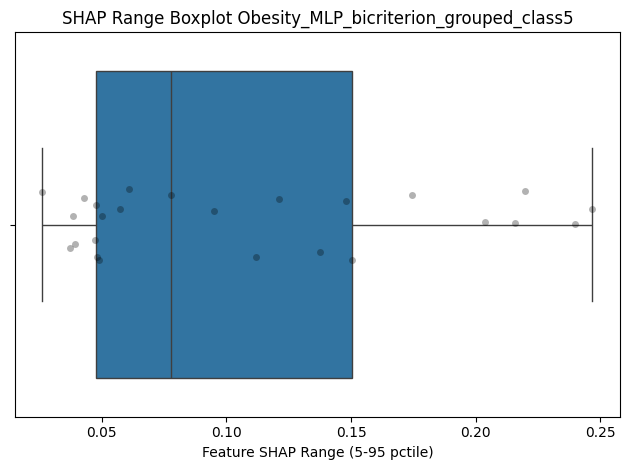 SHAP Range Boxplot Obesity_MLP_bicriterion_grouped_class5
0.05 0.10 0.15 0.20 0.25
Feature SHAP Range (5-95 pctile)